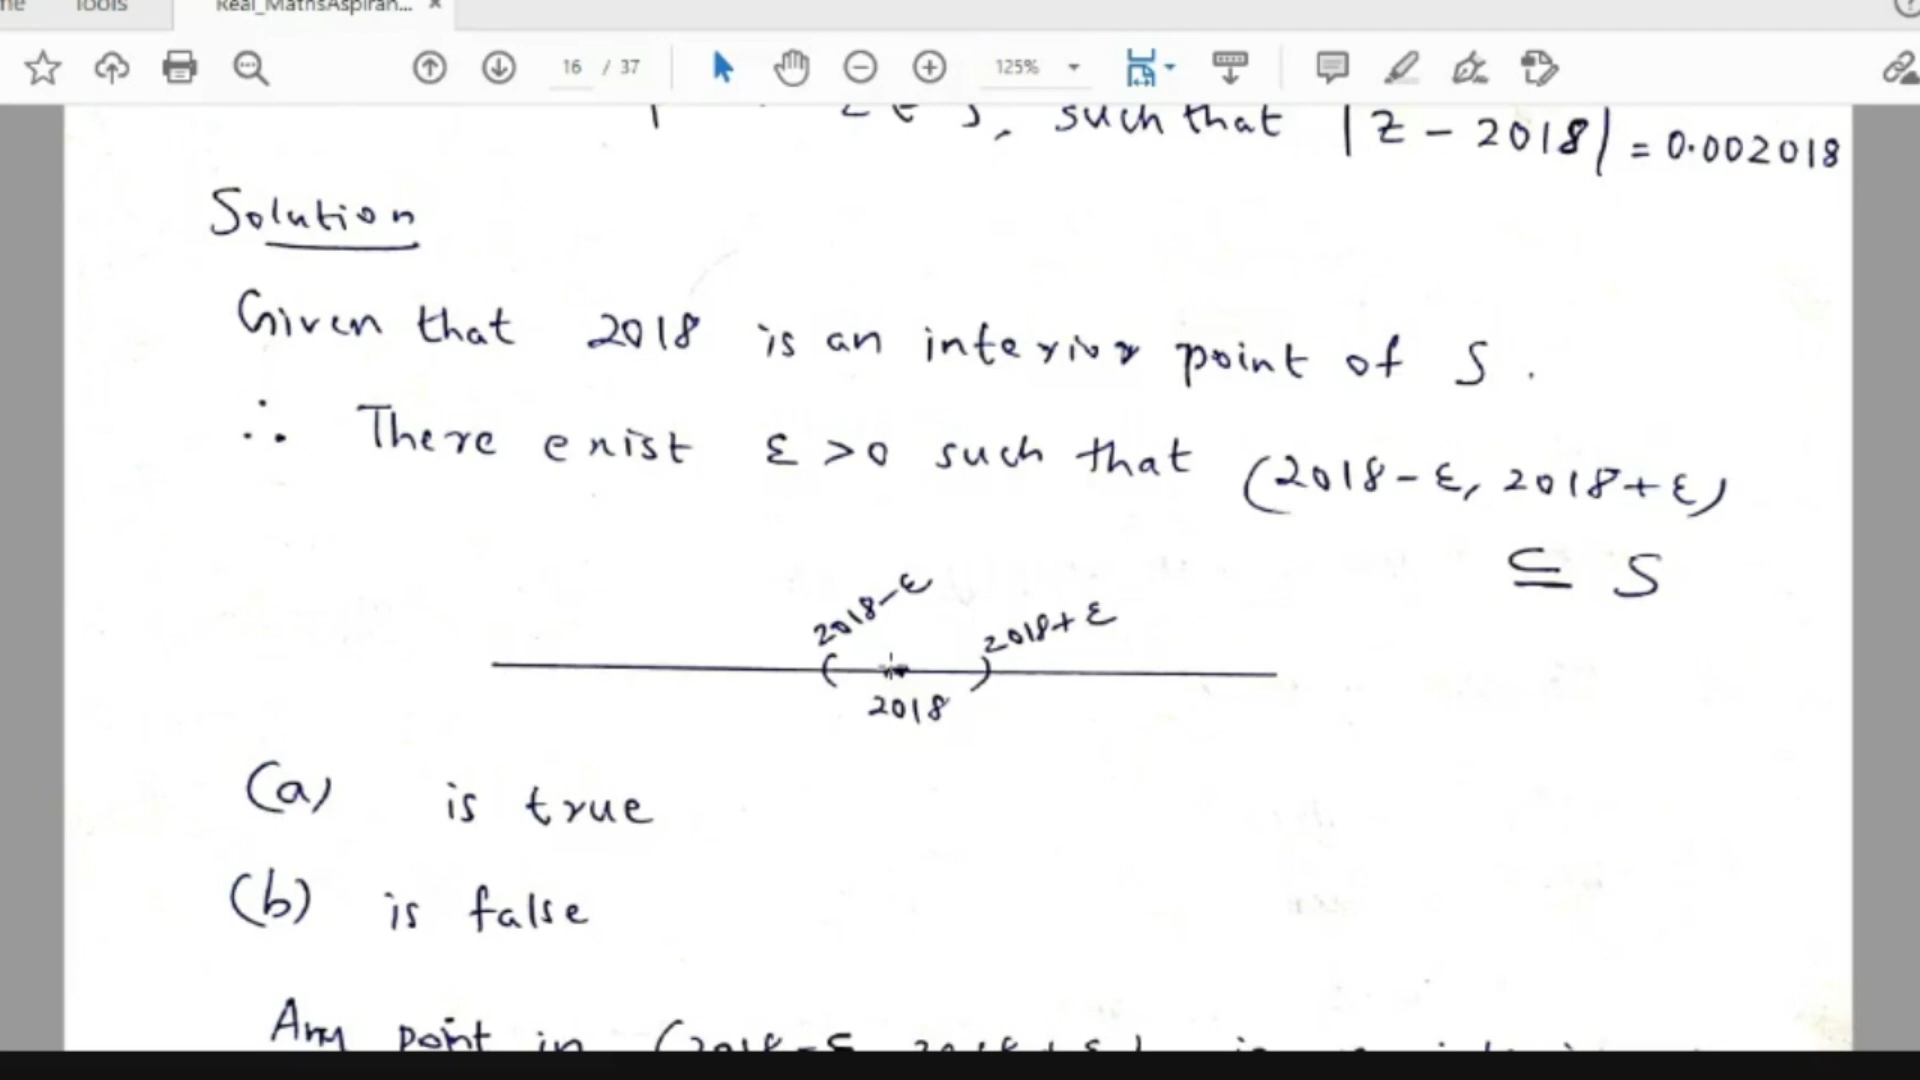 Tools
Real_MathsAspiran... ×
16 / 37
125%
such that |Z - 2018| = 0.002018
Solution
Given that 2018 is an interior point of S.
∴ There exist ε > 0 such that (2018-ε, 2018+ε)
⊆ S
2018-ε
2018+ε
( )
2018
(a) is true
(b) is false
Any point in